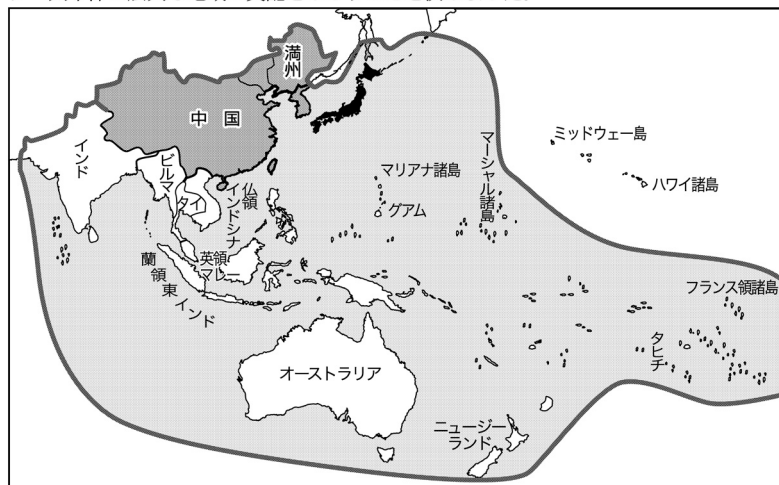 満州
中国
インド
ビルマ
タイ
仏領
インドシナ
英領
マレー
蘭領東インド
マリアナ諸島
グアム
マーシャル諸島
ミッドウェー島
ハワイ諸島
フランス領諸島
タヒチ
オーストラリア
ニュージー
ランド